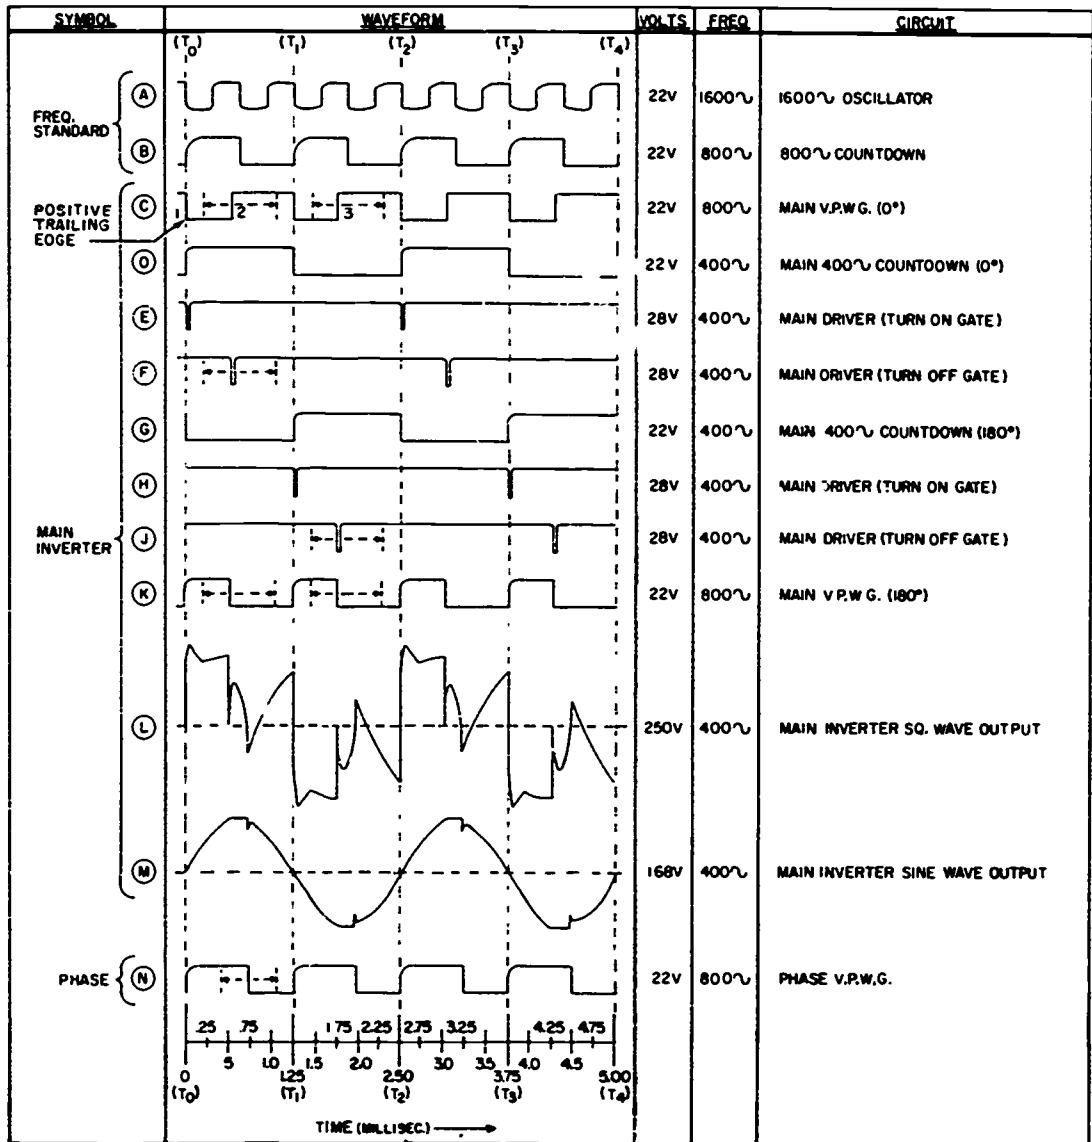 SYMBOL WAVEFORM VOLTS FREQ CIRCUIT
(T0) (T1) (T2) (T3) (T4)
FREQ. STANDARD
A 22V 1600∿ 1600∿ OSCILLATOR
B 22V 800∿ 800∿ COUNTDOWN
POSITIVE TRAILING EDGE
C 1 2 3 22V 800∿ MAIN V.P.W.G. (0°)
O 22V 400∿ MAIN 400∿ COUNTDOWN (0°)
E 28V 400∿ MAIN DRIVER (TURN ON GATE)
F 28V 400∿ MAIN DRIVER (TURN OFF GATE)
G 22V 400∿ MAIN 400∿ COUNTDOWN (180°)
H 28V 400∿ MAIN DRIVER (TURN ON GATE)
MAIN INVERTER
J 28V 400∿ MAIN DRIVER (TURN OFF GATE)
K 22V 800∿ MAIN V P.W.G. (180°)
L 250V 400∿ MAIN INVERTER SQ. WAVE OUTPUT
M 168V 400∿ MAIN INVERTER SINE WAVE OUTPUT
PHASE N 22V 800∿ PHASE V.P.W.G.
.25 .75 1.75 2.25 2.75 3.25 4.25 4.75
0 .5 1.0 1.25 1.5 2.0 2.50 3.0 3.5 3.75 4.0 4.5 5.00
(T0) (T1) (T2) (T3) (T4)
TIME (MILLISEC.)